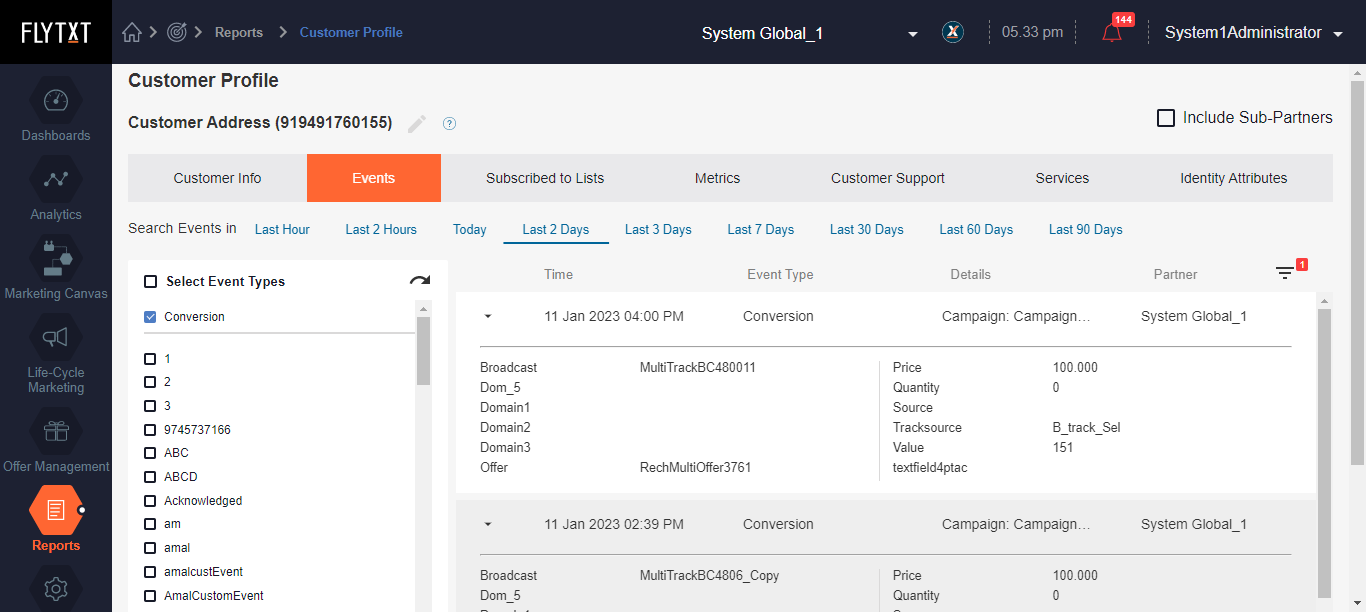 FLYTXT
Reports
Customer Profile
System Global_1
X
05.33 pm
144
System1Administrator
Dashboards
Analytics
Marketing Canvas
Life-Cycle
Marketing
Offer Management
Reports
Customer Profile
Customer Address (919491760155)
?
Include Sub-Partners
Customer Info
Events
Subscribed to Lists
Metrics
Customer Support
Services
Identity Attributes
Search Events in
Last Hour
Last 2 Hours
Today
Last 2 Days
Last 3 Days
Last 7 Days
Last 30 Days
Last 60 Days
Last 90 Days
Select Event Types
Conversion
1
2
3
9745737166
ABC
ABCD
Acknowledged
am
amal
amalcustEvent
AmalCustomEvent
Time Event Type Details Partner
1
11 Jan 2023 04:00 PM Conversion Campaign: Campaign... System Global_1
Broadcast MultiTrackBC480011 Price 100.000
Dom_5 Quantity 0
Domain1 Source
Domain2 Tracksource B_track_Sel
Domain3 Value 151
Offer RechMultiOffer3761 textfield4ptac
11 Jan 2023 02:39 PM Conversion Campaign: Campaign... System Global_1
Broadcast MultiTrackBC4806_Copy Price 100.000
Dom_5 Quantity 0